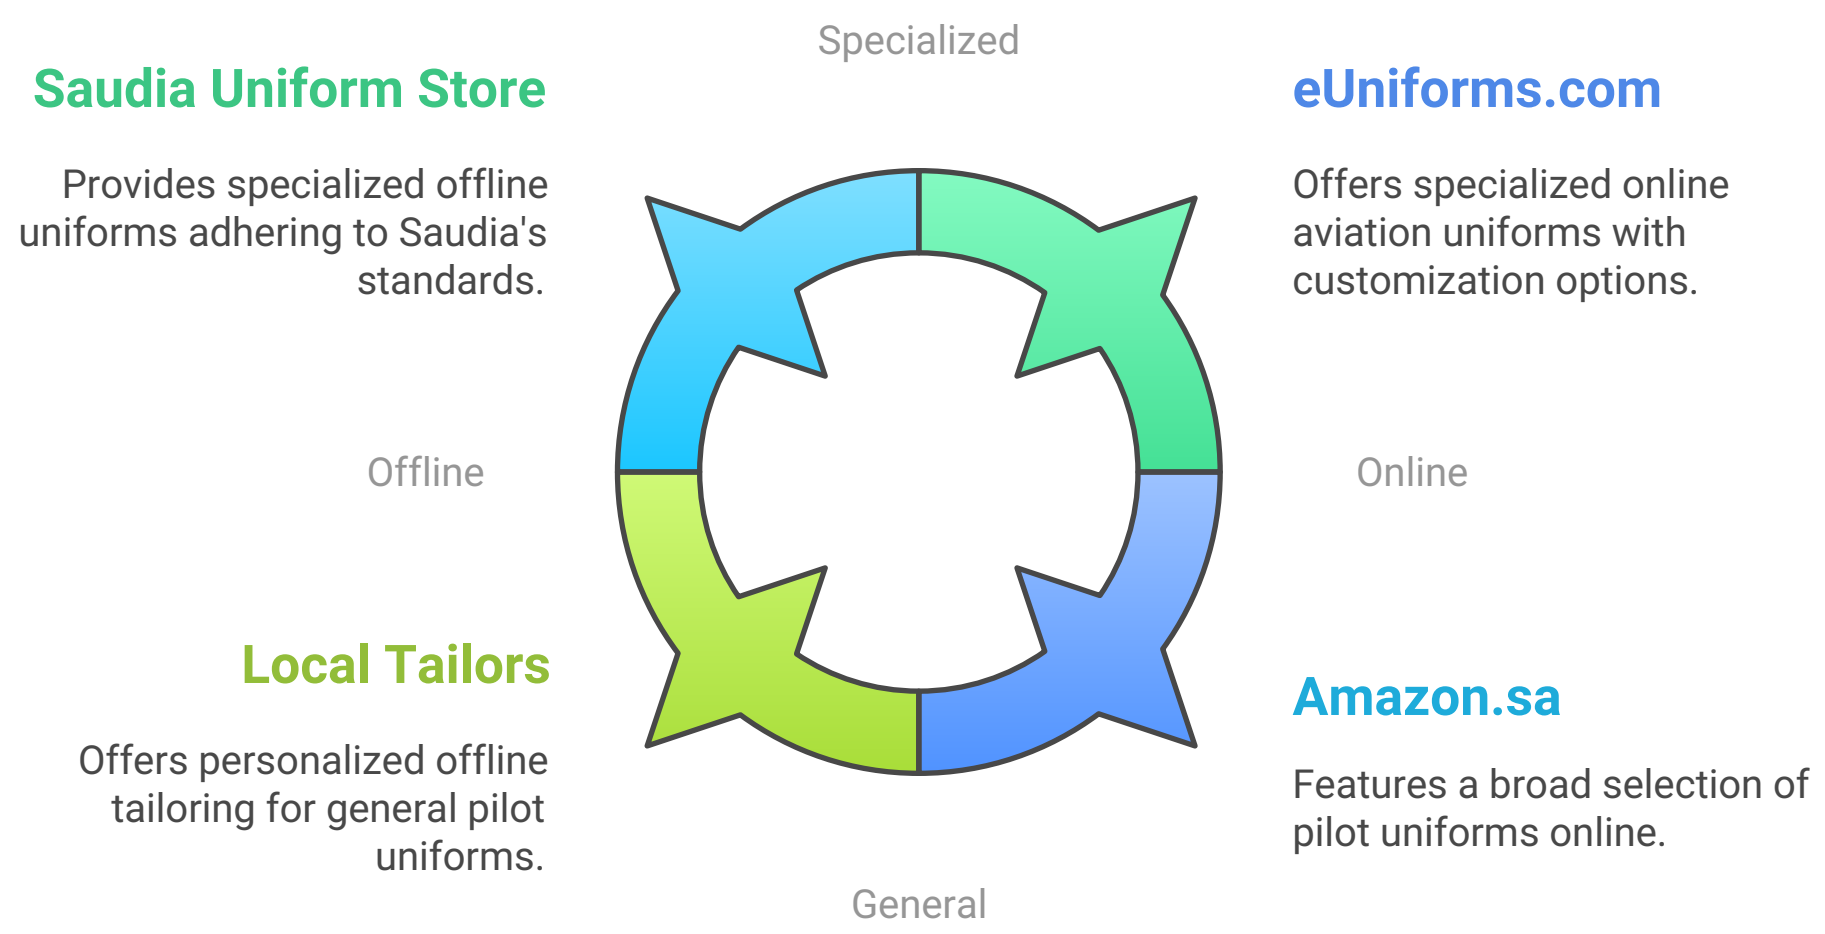 Specialized
Saudia Uniform Store
Provides specialized offline
uniforms adhering to Saudia's
standards.
eUniforms.com
Offers specialized online
aviation uniforms with
customization options.
Offline
Online
Local Tailors
Offers personalized offline
tailoring for general pilot
uniforms.
Amazon.sa
Features a broad selection of
pilot uniforms online.
General